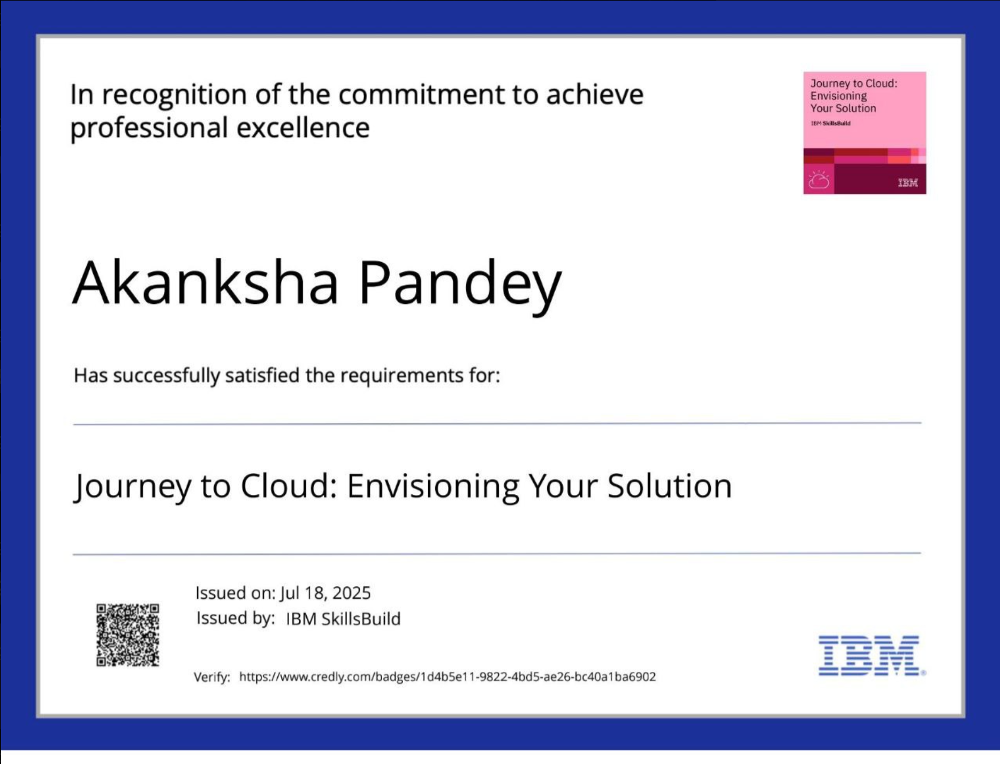 In recognition of the commitment to achieve
professional excellence
Journey to Cloud:
Envisioning
Your Solution
IBM SkillsBuild
IBM
Akanksha Pandey
Has successfully satisfied the requirements for:
Journey to Cloud: Envisioning Your Solution
Issued on: Jul 18, 2025
Issued by: IBM SkillsBuild
Verify: https://www.credly.com/badges/1d4b5e11-9822-4bd5-ae26-bc40a1ba6902
IBM®